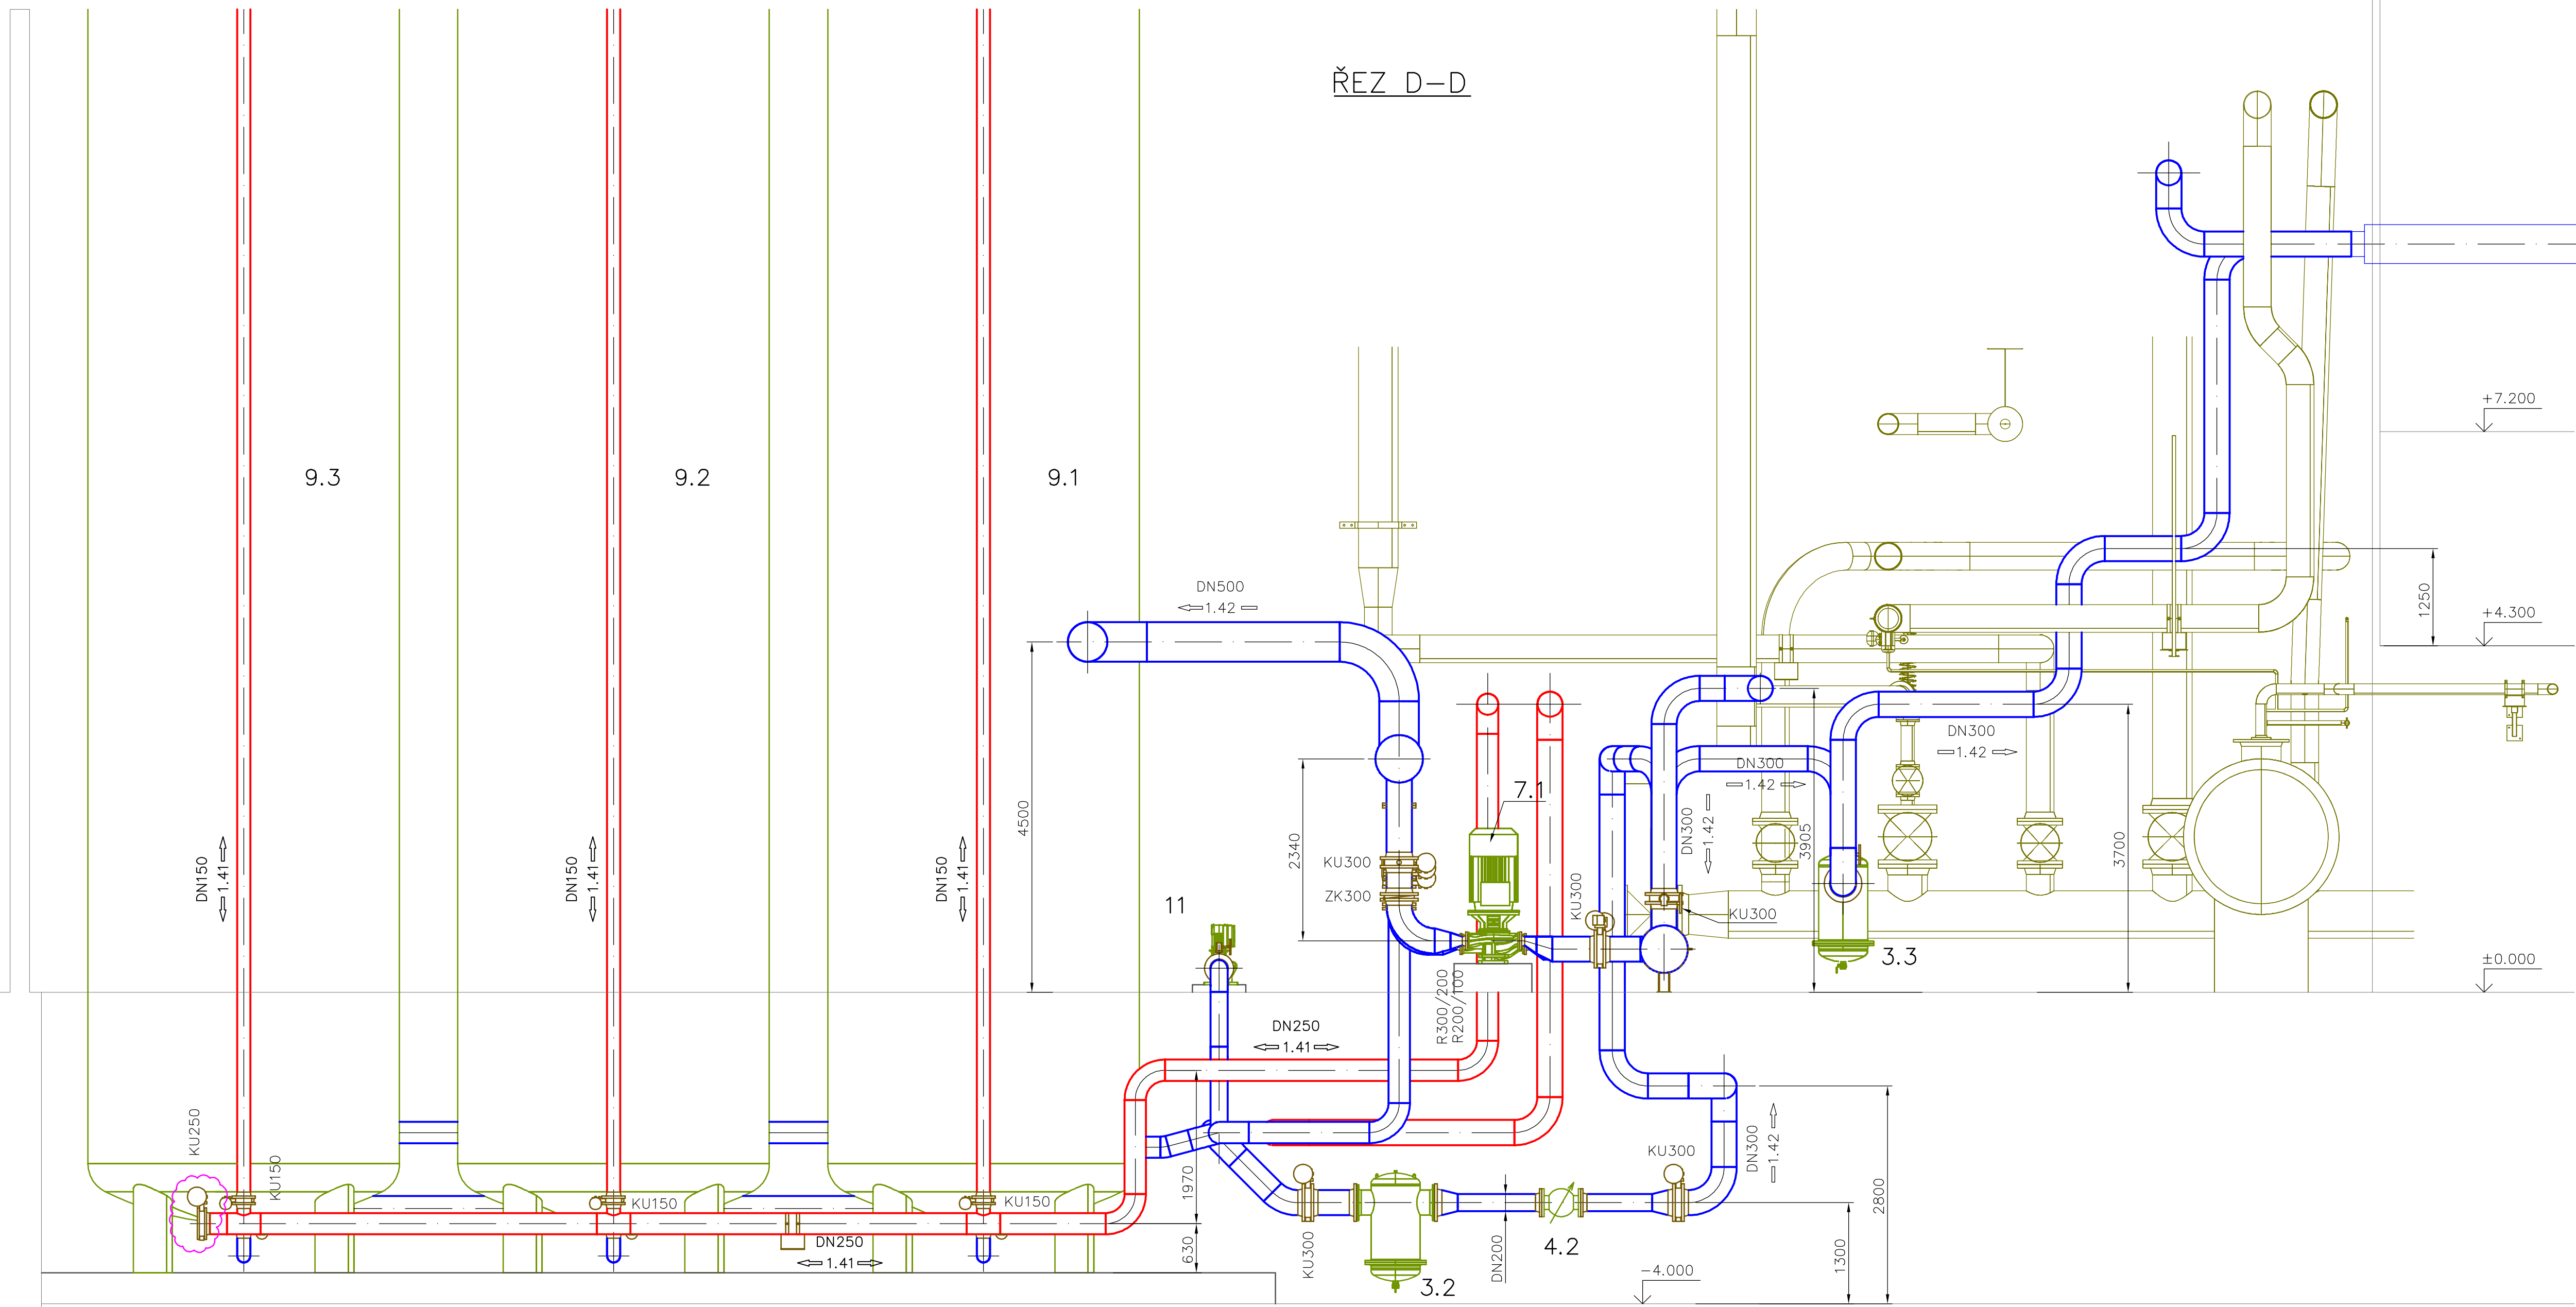 ŘEZ D-D
+7.200
9.3
9.2
9.1
DN500
1.42
+4.300
1250
DN300
1.42
DN300
1.42
7.1
4500
2340
KU300
ZK300
KU300
DN300
1.42
3905
3700
DN150
1.41
DN150
1.41
DN150
1.41
11
KU300
3.3
±0.000
R300/200
R200/100
DN250
1.41
KU250
KU150
KU150
KU150
DN250
1.41
1970
630
KU300
3.2
DN200
4.2
KU300
DN300
1.42
-4.000
1300
2800